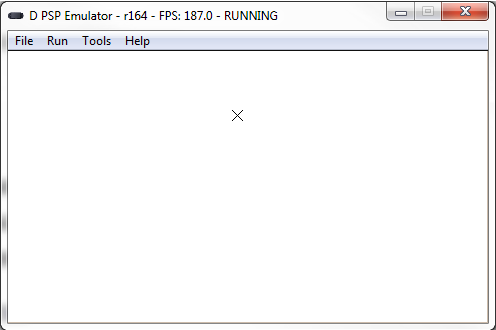 D PSP Emulator - r164 - FPS: 187.0 - RUNNING
File Run Tools Help